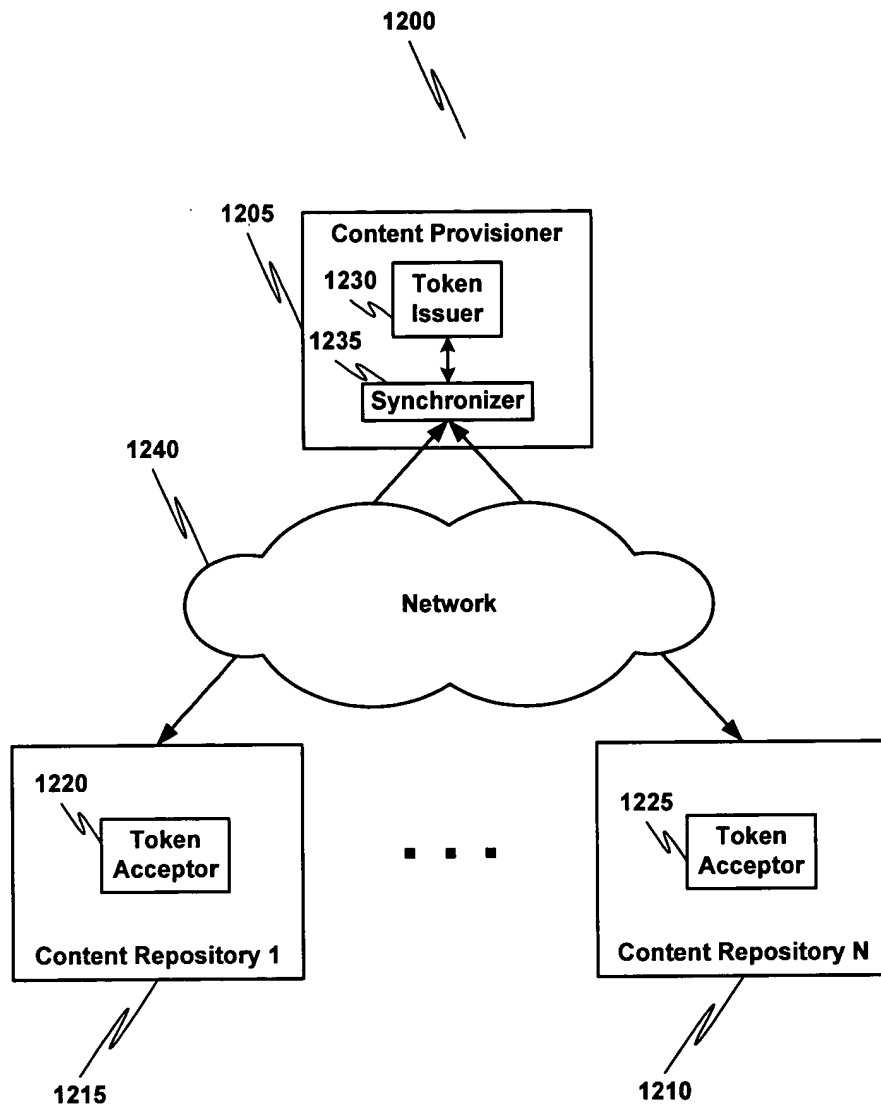 1200
1205
Content Provisioner
1230
Token
Issuer
1235
Synchronizer
1240
Network
1220
Token
Acceptor
Content Repository 1
1225
Token
Acceptor
Content Repository N
1215
1210